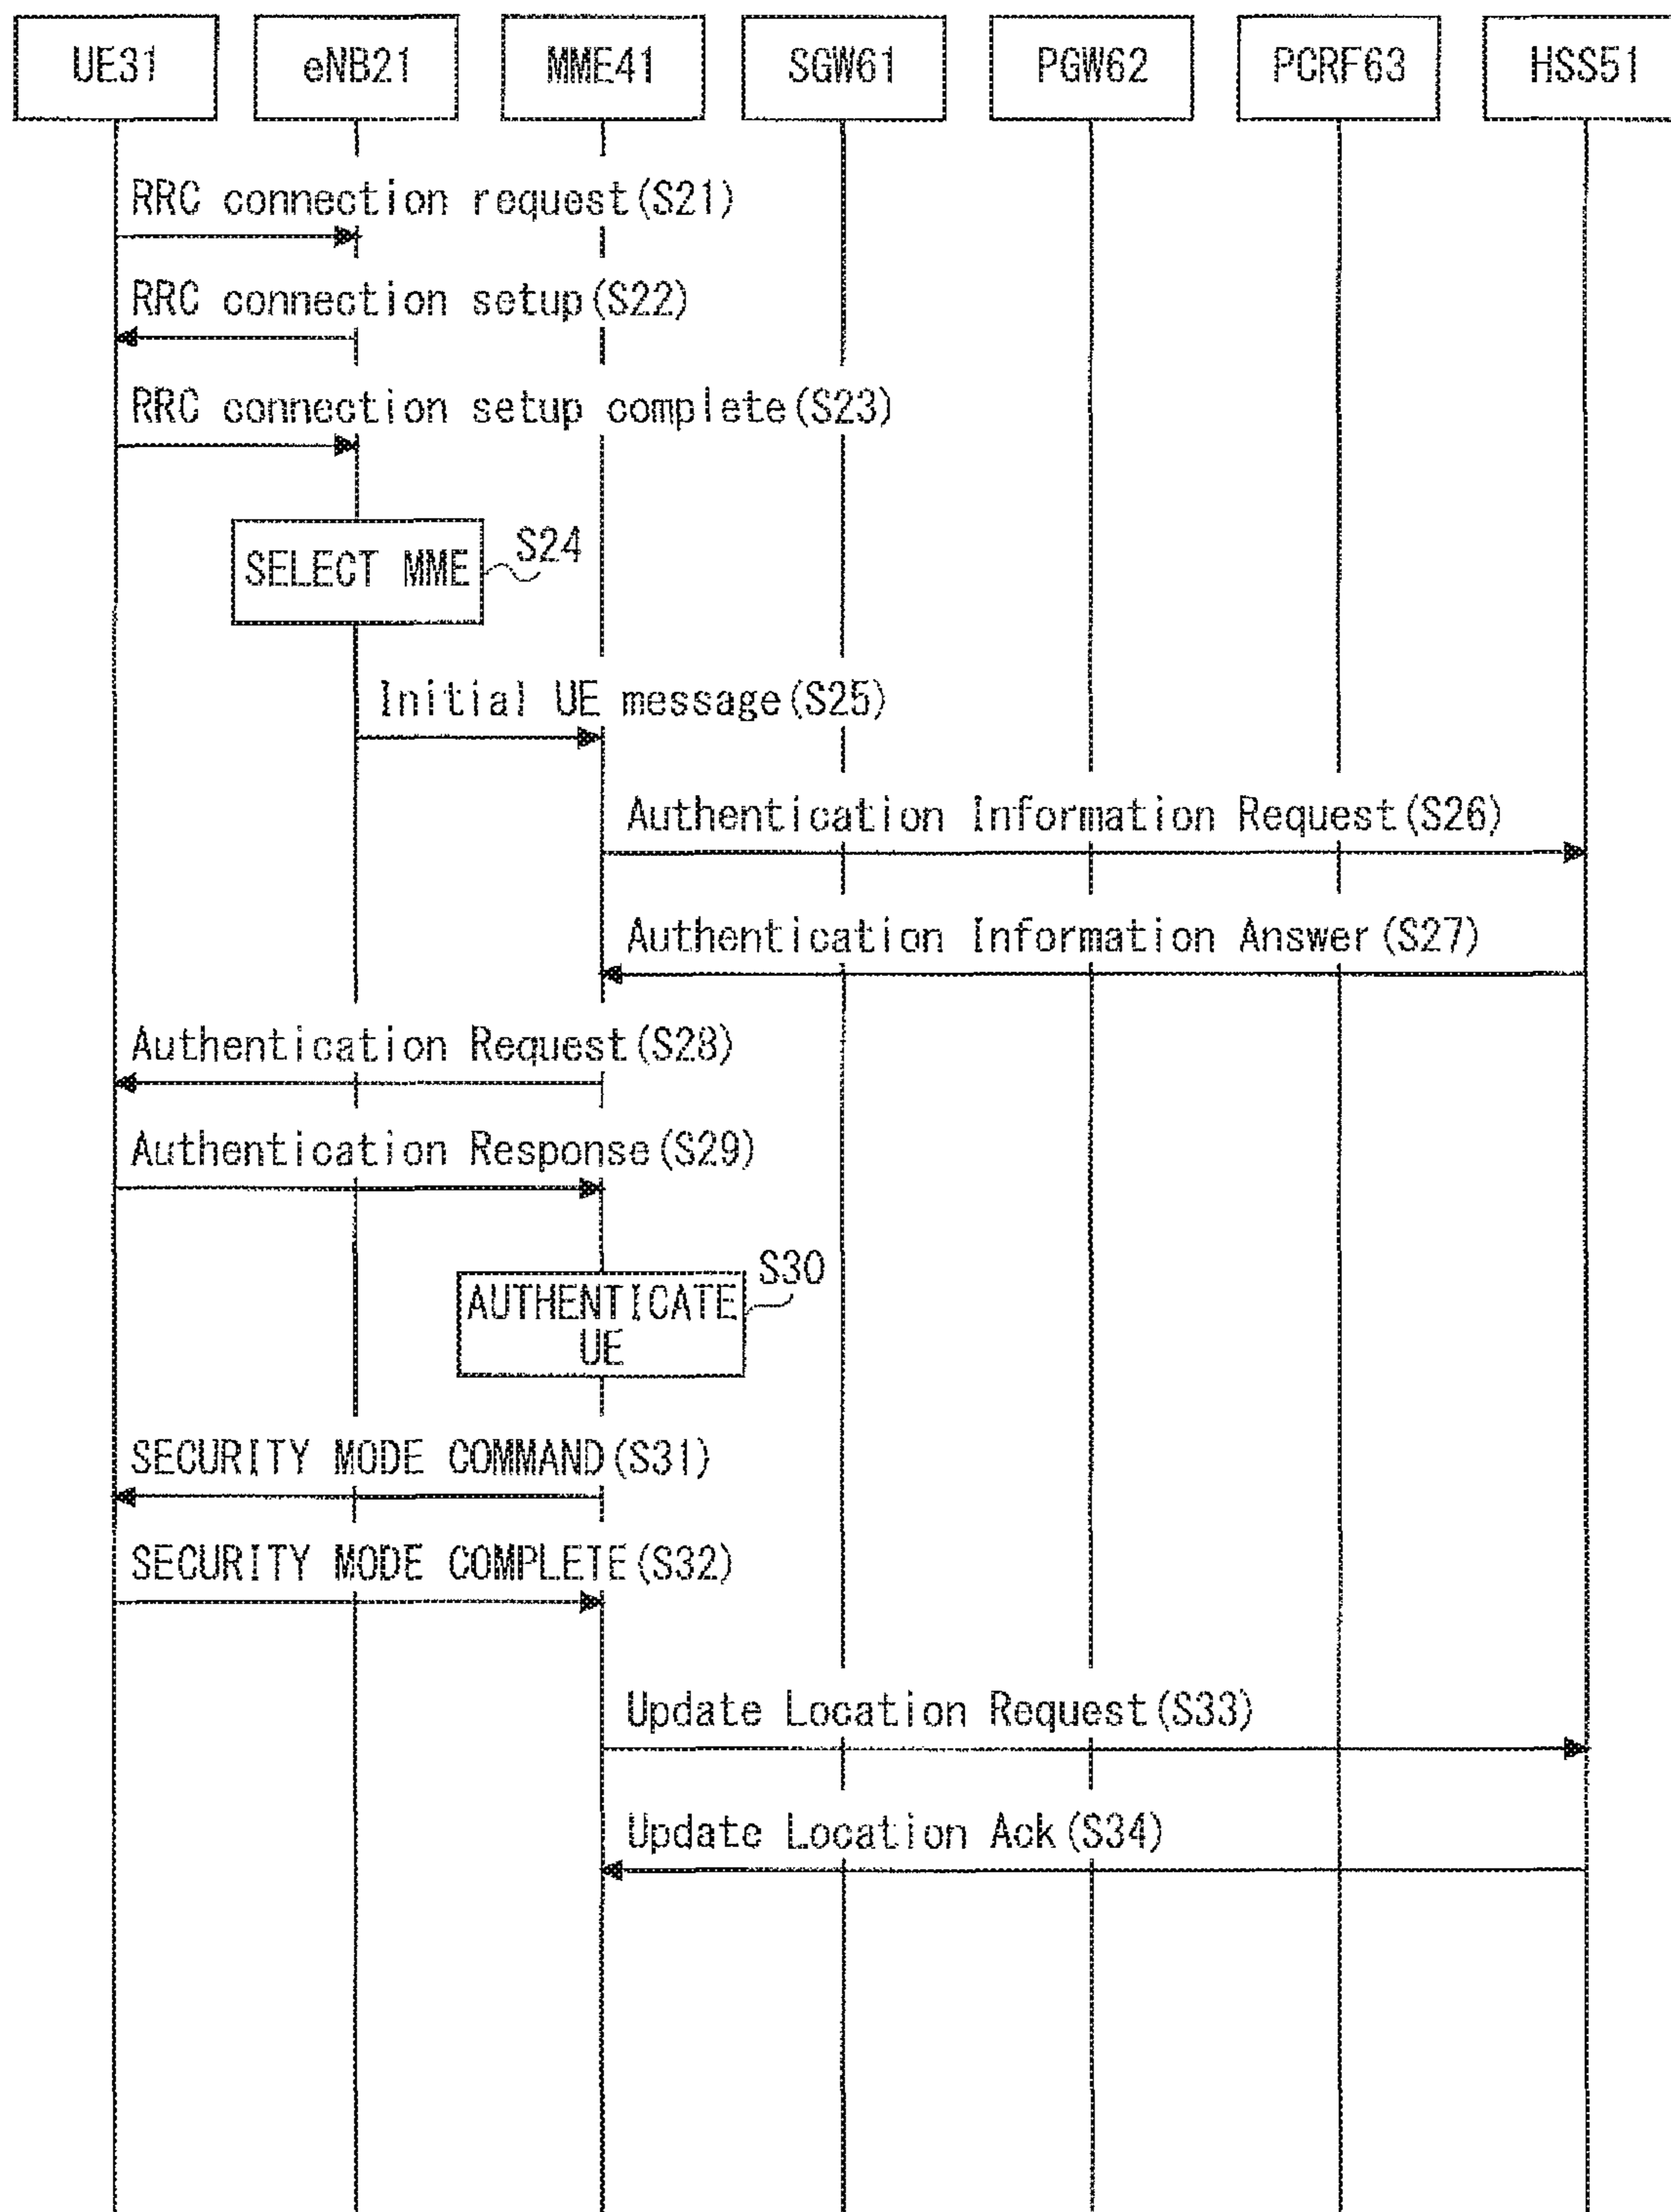 UE31 eNB21 MME41 SGW61 PGW62 PCRF63 HSS51
RRC connection request(S21)
RRC connection setup(S22)
RRC connection setup complete(S23)
SELECT MME S24
Initial UE message(S25)
Authentication Information Request(S26)
Authentication Information Answer(S27)
Authentication Request(S28)
Authentication Response(S29)
S30
AUTHENTICATE
UE
SECURITY MODE COMMAND(S31)
SECURITY MODE COMPLETE(S32)
Update Location Request(S33)
Update Location Ack(S34)